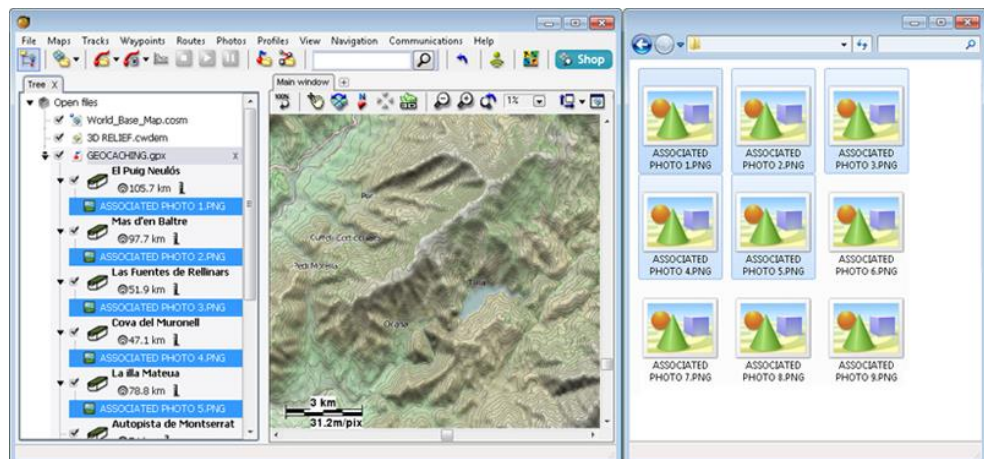 File Maps Tracks Waypoints Routes Photos Profiles View Navigation Communications Help
Shop
Tree X
Main window
100%
1%
Open files
World_Base_Map.cosm
3D RELIEF.cwdem
GEOCACHING.gpx x
El Puig Neulós
105.7 km
ASSOCIATED PHOTO 1.PNG
Mas d'en Baltre
97.7 km
ASSOCIATED PHOTO 2.PNG
Las Fuentes de Rellinars
51.9 km
ASSOCIATED PHOTO 3.PNG
Cova del Muronell
47.1 km
ASSOCIATED PHOTO 4.PNG
La illa Mateua
78.8 km
ASSOCIATED PHOTO 5.PNG
Autopista de Montserrat
3 km
31.2m/pix
ASSOCIATED
PHOTO 1.PNG
ASSOCIATED
PHOTO 2.PNG
ASSOCIATED
PHOTO 3.PNG
ASSOCIATED
PHOTO 4.PNG
ASSOCIATED
PHOTO 5.PNG
ASSOCIATED
PHOTO 6.PNG
ASSOCIATED
PHOTO 7.PNG
ASSOCIATED
PHOTO 8.PNG
ASSOCIATED
PHOTO 9.PNG